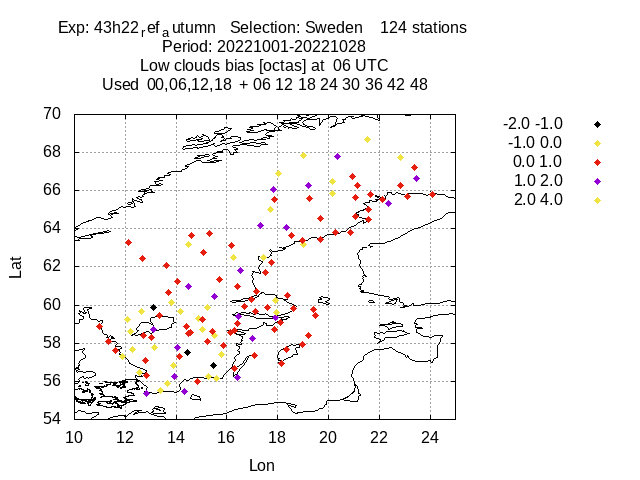 Exp: 43h22ref a utumn Selection: Sweden 124 stations
Period: 20221001-20221028
Low clouds bias [octas] at 06 UTC
Used 00,06,12,18 + 06 12 18 24 30 36 42 48
-2.0 -1.0
-1.0 0.0
0.0 1.0
1.0 2.0
2.0 4.0
70
68
66
64
62
60
58
56
54
Lat
10 12 14 16 18 20 22 24
Lon